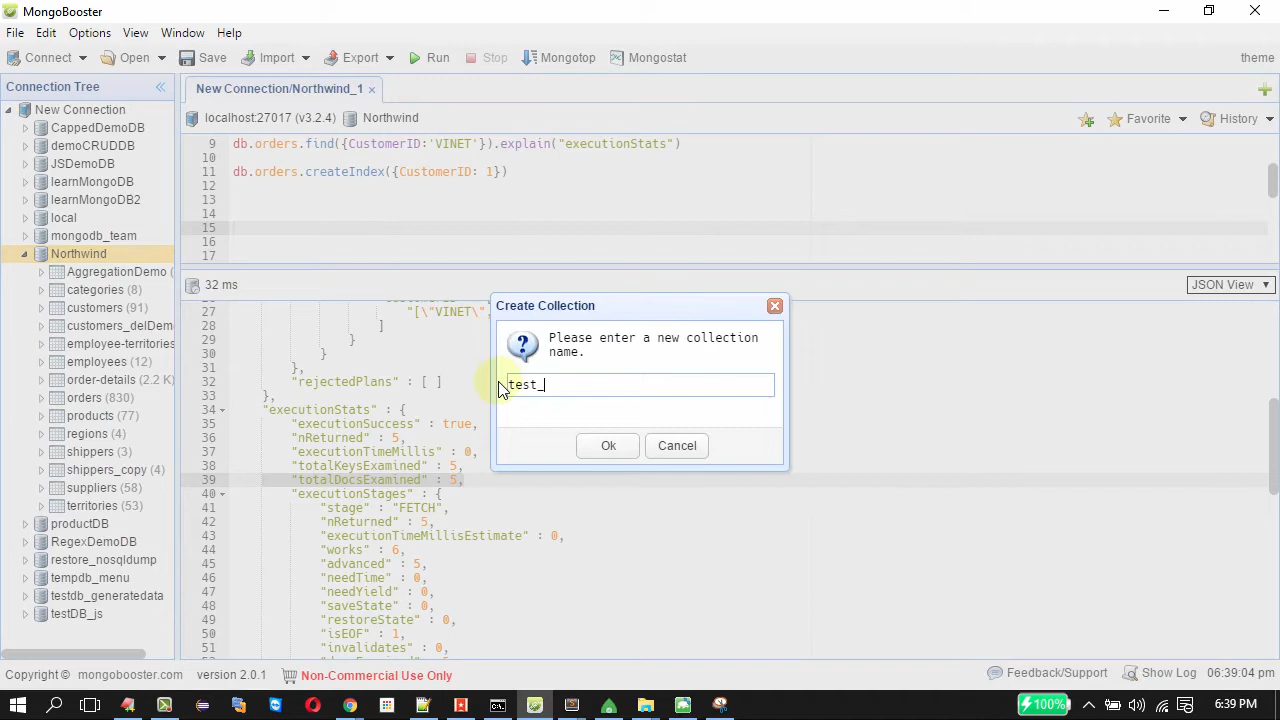 MongoBooster
File Edit Options View Window Help
Connect Open Save Import Export Run Stop Mongotop Mongostat theme
Connection Tree
New Connection/Northwind_1 ×
New Connection
localhost:27017 (v3.2.4) Northwind Favorite History
CappedDemoDB
demoCRUDDB
JSDemoDB
learnMongoDB
learnMongoDB2
local
mongodb_team
Northwind
AggregationDemo (
categories (8)
customers (91)
customers_delDem
employee-territories
employees (12)
order-details (2.2 K)
orders (830)
products (77)
regions (4)
shippers (3)
shippers_copy (4)
suppliers (58)
territories (53)
productDB
RegexDemoDB
restore_nosqldump
tempdb_menu
testdb_generatedata
testDB_js
9 db.orders.find({CustomerID:'VINET'}).explain("executionStats")
10
11 db.orders.createIndex({CustomerID: 1})
12
13
14
15
16
17
32 ms JSON View
27 "[\"VINET\",
28 ]
29 }
30 }
31 },
32 "rejectedPlans" : [ ]
33 },
34 "executionStats" : {
35 "executionSuccess" : true,
36 "nReturned" : 5,
37 "executionTimeMillis" : 0,
38 "totalKeysExamined" : 5,
39 "totalDocsExamined" : 5,
40 "executionStages" : {
41 "stage" : "FETCH",
42 "nReturned" : 5,
43 "executionTimeMillisEstimate" : 0,
44 "works" : 6,
45 "advanced" : 5,
46 "needTime" : 0,
47 "needYield" : 0,
48 "saveState" : 0,
49 "restoreState" : 0,
50 "isEOF" : 1,
51 "invalidates" : 0,
Create Collection
Please enter a new collection
name.
test_
Ok Cancel
Copyright © mongobooster.com version 2.0.1 Non-Commercial Use Only Feedback/Support Show Log 06:39:04 pm
100% 6:39 PM